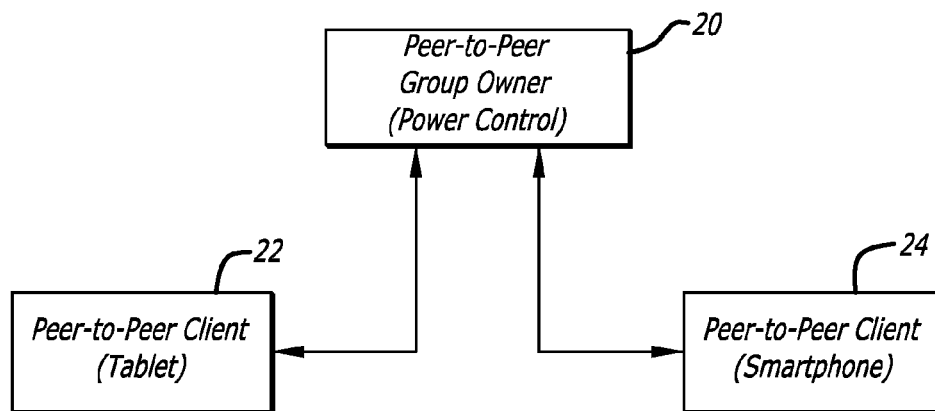 Peer-to-Peer
Group Owner
(Power Control)
20
22
Peer-to-Peer Client
(Tablet)
24
Peer-to-Peer Client
(Smartphone)